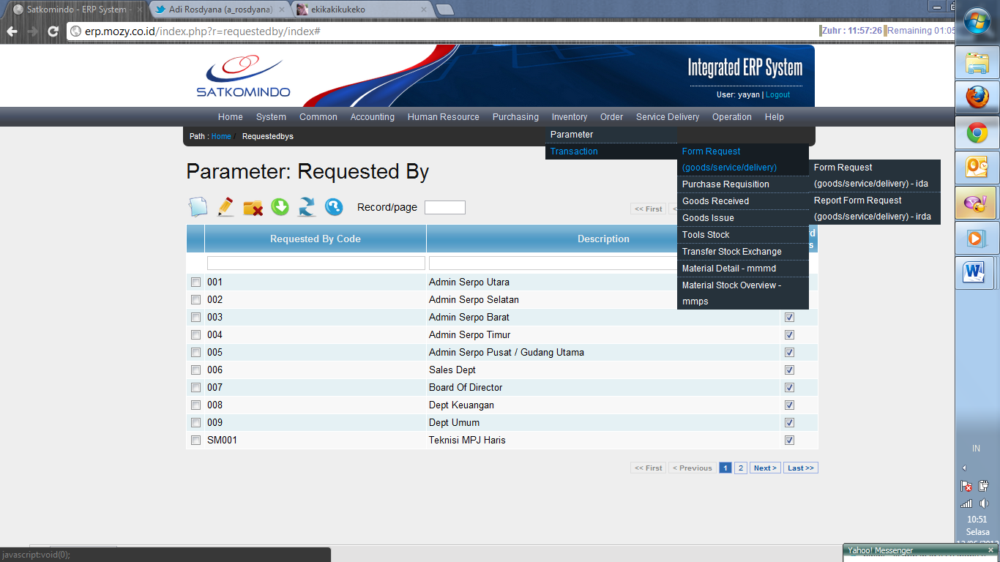 Satkomindo - ERP System -
Adi Rosdyana (a_rosdyana)
ekikakikukeko
erp.mozy.co.id/index.php?r=requestedby/index#
Zuhr : 11:57:26 Remaining 01:05
SATKOMINDO
Integrated ERP System
User: yayan | Logout
Home System Common Accounting Human Resource Purchasing Inventory Order Service Delivery Operation Help
Path : Home / Requestedbys
Parameter
Transaction
Form Request
(goods/service/delivery)
Purchase Requisition
Goods Received
Goods Issue
Tools Stock
Transfer Stock Exchange
Material Detail - mmmd
Material Stock Overview -
mmps
Form Request
(goods/service/delivery) - ida
Report Form Request
(goods/service/delivery) - irda
Parameter: Requested By
Record/page
<< First
Requested By Code Description
001 Admin Serpo Utara
002 Admin Serpo Selatan
003 Admin Serpo Barat
004 Admin Serpo Timur
005 Admin Serpo Pusat / Gudang Utama
006 Sales Dept
007 Board Of Director
008 Dept Keuangan
009 Dept Umum
SM001 Teknisi MPJ Haris
<< First < Previous 1 2 Next > Last >>
IN
10:51
Selasa
javascript:void(0);
Yahoo! Messenger